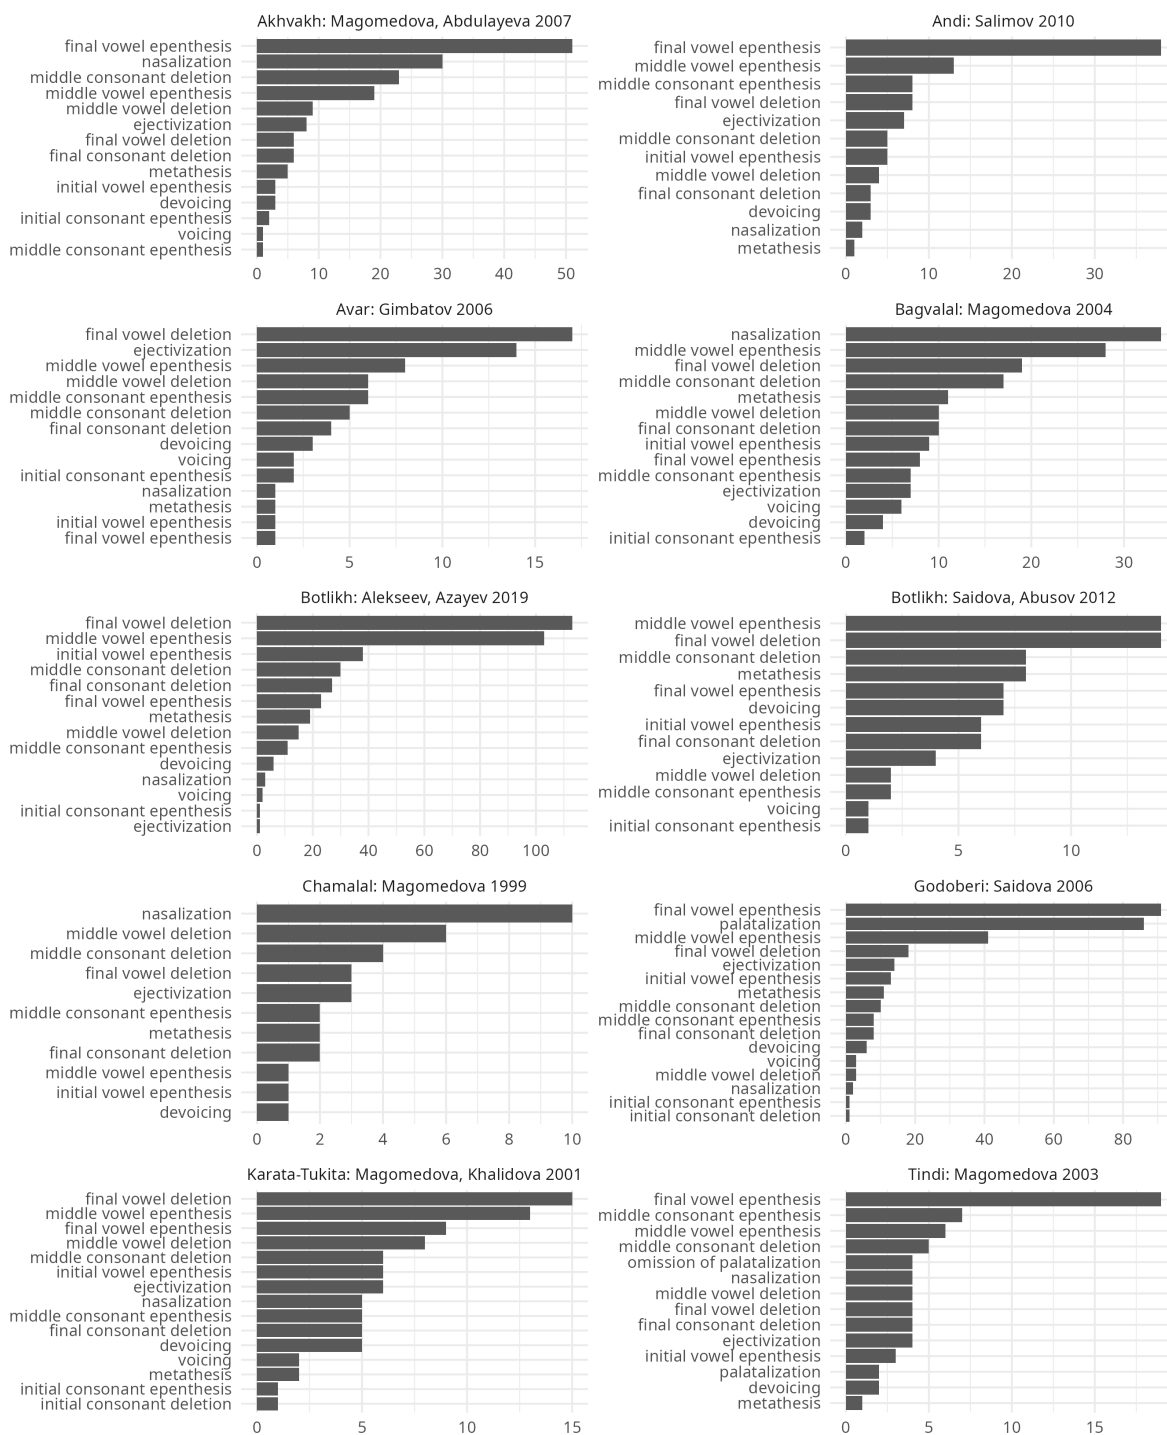 Akhvakh: Magomedova, Abdulayeva 2007
final vowel epenthesis
nasalization
middle consonant deletion
middle vowel epenthesis
middle vowel deletion
ejectivization
final vowel deletion
final consonant deletion
metathesis
initial vowel epenthesis
devoicing
initial consonant epenthesis
voicing
middle consonant epenthesis
0 10 20 30 40 50
Andi: Salimov 2010
final vowel epenthesis
middle vowel epenthesis
middle consonant epenthesis
final vowel deletion
ejectivization
middle consonant deletion
initial vowel epenthesis
middle vowel deletion
final consonant deletion
devoicing
nasalization
metathesis
0 10 20 30
Avar: Gimbatov 2006
final vowel deletion
ejectivization
middle vowel epenthesis
middle vowel deletion
middle consonant epenthesis
middle consonant deletion
final consonant deletion
devoicing
voicing
initial consonant epenthesis
nasalization
metathesis
initial vowel epenthesis
final vowel epenthesis
0 5 10 15
Bagvalal: Magomedova 2004
nasalization
middle vowel epenthesis
final vowel deletion
middle consonant deletion
metathesis
middle vowel deletion
final consonant deletion
initial vowel epenthesis
final vowel epenthesis
middle consonant epenthesis
ejectivization
voicing
devoicing
initial consonant epenthesis
0 10 20 30
Botlikh: Alekseev, Azayev 2019
final vowel deletion
middle vowel epenthesis
initial vowel epenthesis
middle consonant deletion
final consonant deletion
final vowel epenthesis
metathesis
middle vowel deletion
middle consonant epenthesis
devoicing
nasalization
voicing
initial consonant epenthesis
ejectivization
0 20 40 60 80 100
Botlikh: Saidova, Abusov 2012
middle vowel epenthesis
final vowel deletion
middle consonant deletion
metathesis
final vowel epenthesis
devoicing
initial vowel epenthesis
final consonant deletion
ejectivization
middle vowel deletion
middle consonant epenthesis
voicing
initial consonant epenthesis
0 5 10
Chamalal: Magomedova 1999
nasalization
middle vowel deletion
middle consonant deletion
final vowel deletion
ejectivization
middle consonant epenthesis
metathesis
final consonant deletion
middle vowel epenthesis
initial vowel epenthesis
devoicing
0 2 4 6 8 10
Godoberi: Saidova 2006
final vowel epenthesis
palatalization
middle vowel epenthesis
final vowel deletion
ejectivization
initial vowel epenthesis
metathesis
middle consonant deletion
middle consonant epenthesis
final consonant deletion
devoicing
voicing
middle vowel deletion
nasalization
initial consonant epenthesis
initial consonant deletion
0 20 40 60 80
Karata-Tukita: Magomedova, Khalidova 2001
final vowel deletion
middle vowel epenthesis
final vowel epenthesis
middle vowel deletion
middle consonant deletion
initial vowel epenthesis
ejectivization
nasalization
middle consonant epenthesis
final consonant deletion
devoicing
voicing
metathesis
initial consonant epenthesis
initial consonant deletion
0 5 10 15
Tindi: Magomedova 2003
final vowel epenthesis
middle consonant epenthesis
middle vowel epenthesis
middle consonant deletion
omission of palatalization
nasalization
middle vowel deletion
final vowel deletion
final consonant deletion
ejectivization
initial vowel epenthesis
palatalization
devoicing
metathesis
0 5 10 15